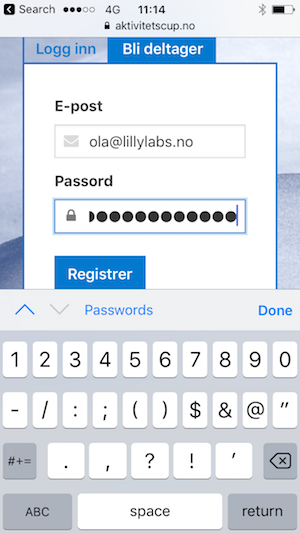 Search 4G 11:14
aktivitetscup.no
Logg inn Bli deltager
E-post
ola@lillylabs.no
Passord
●●●●●●●●●●●●
Registrer
Passwords Done
1 2 3 4 5 6 7 8 9 0
- / : ; ( ) $ & @ "
#+= . , ? ! ’
ABC space return